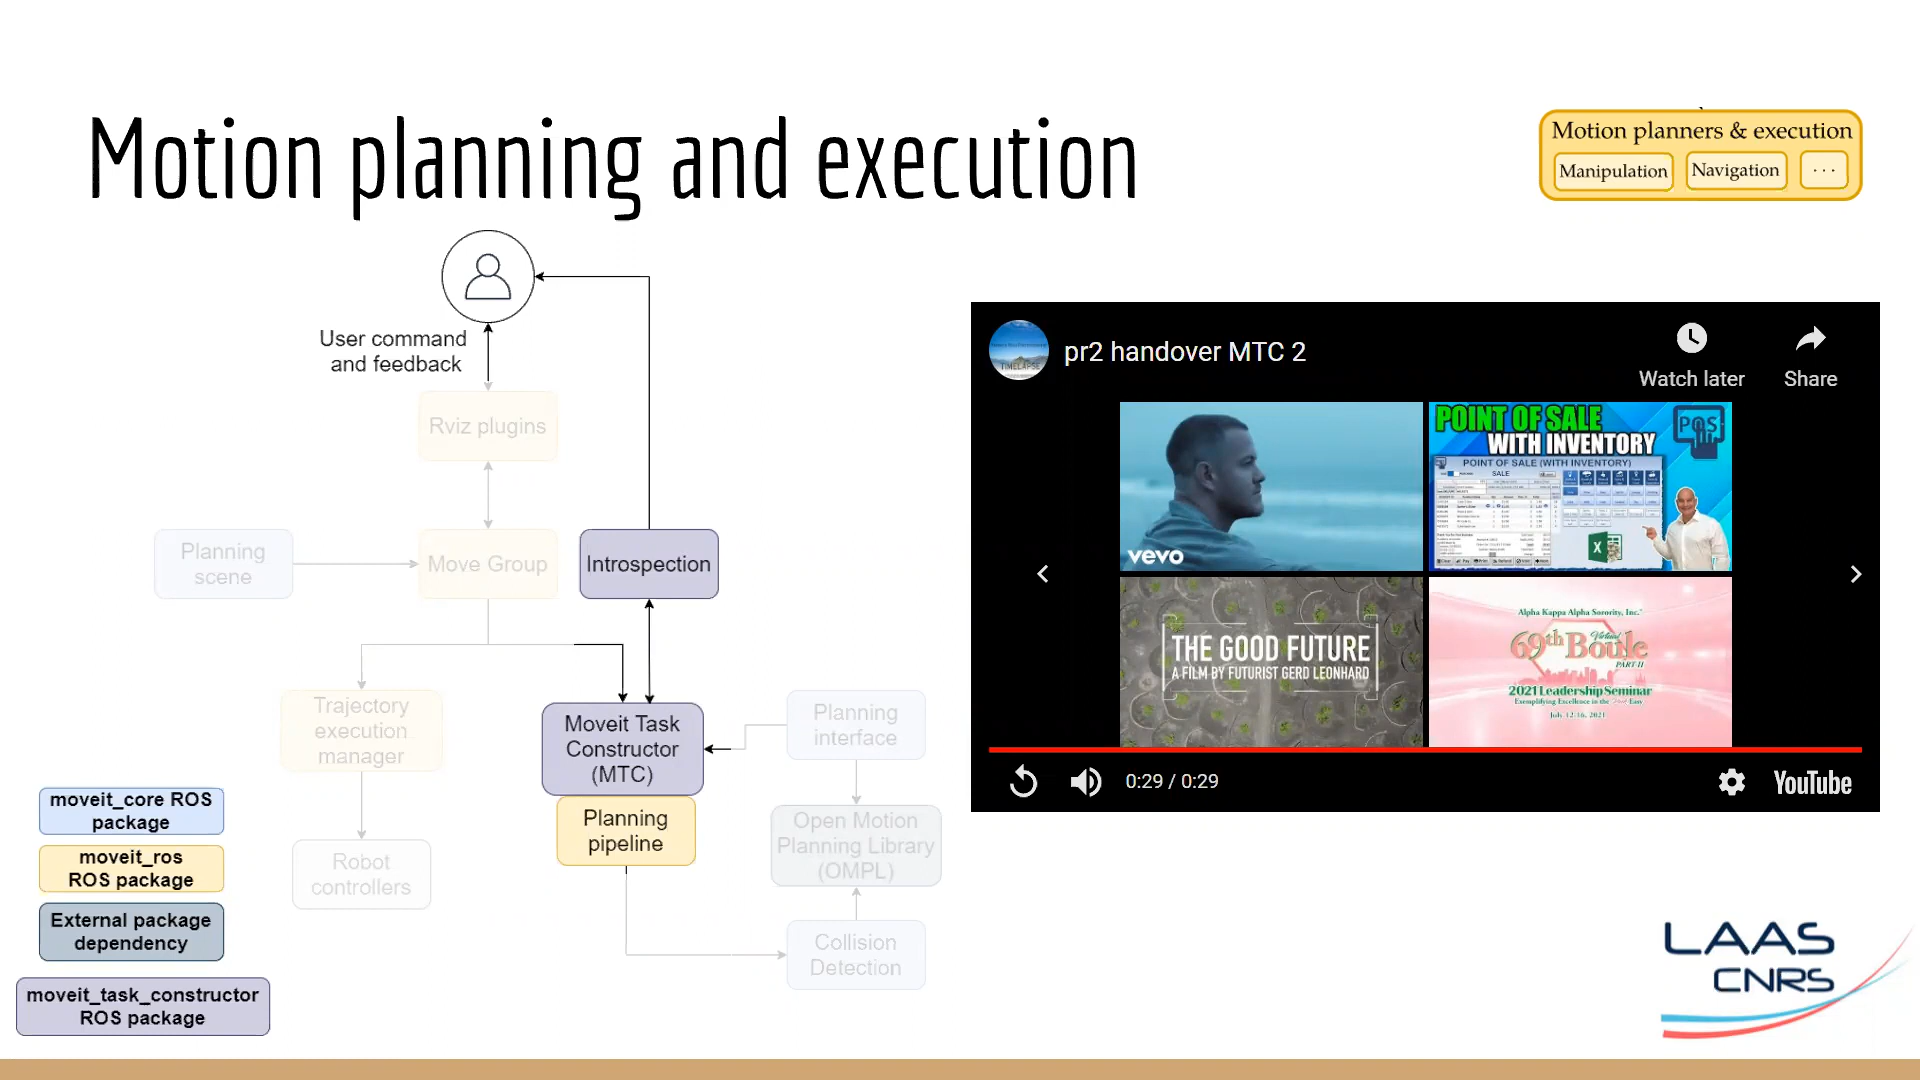 Motion planning and execution
Motion planners & execution
Manipulation
Navigation
...
User command
and feedback
Rviz plugins
Planning
scene
Move Group
Introspection
Trajectory
execution
manager
Moveit Task
Constructor
(MTC)
Planning
interface
Planning
pipeline
Open Motion
Planning Library
(OMPL)
Robot
controllers
Collision
Detection
moveit_core ROS
package
moveit_ros
ROS package
External package
dependency
moveit_task_constructor
ROS package
pr2 handover MTC 2
Watch later
Share
TIMELAPSE
vevo
POINT OF SALE
WITH INVENTORY
POS
POINT OF SALE (WITH INVENTORY)
SALE
THE GOOD FUTURE
A FILM BY FUTURIST GERD LEONHARD
Alpha Kappa Alpha Sorority, Inc.
69th Virtual Boule
PART II
2021 Leadership Seminar
Exemplifying Excellence in the
July 12-16, 2021
0:29 / 0:29
YouTube
LAAS
CNRS